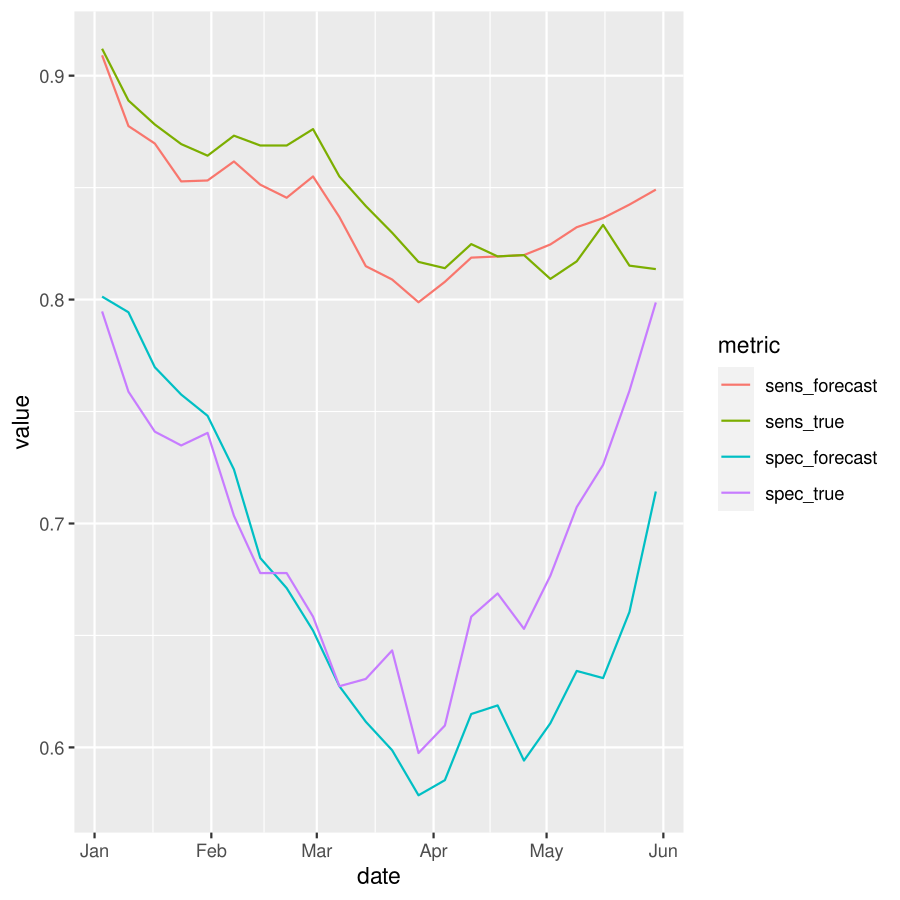 value
0.9
0.8
0.7
0.6
Jan Feb Mar Apr May Jun
date
metric
sens_forecast
sens_true
spec_forecast
spec_true